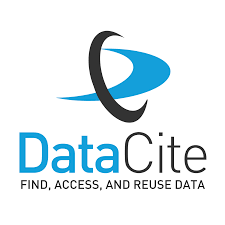 DataCite
FIND, ACCESS, AND REUSE DATA